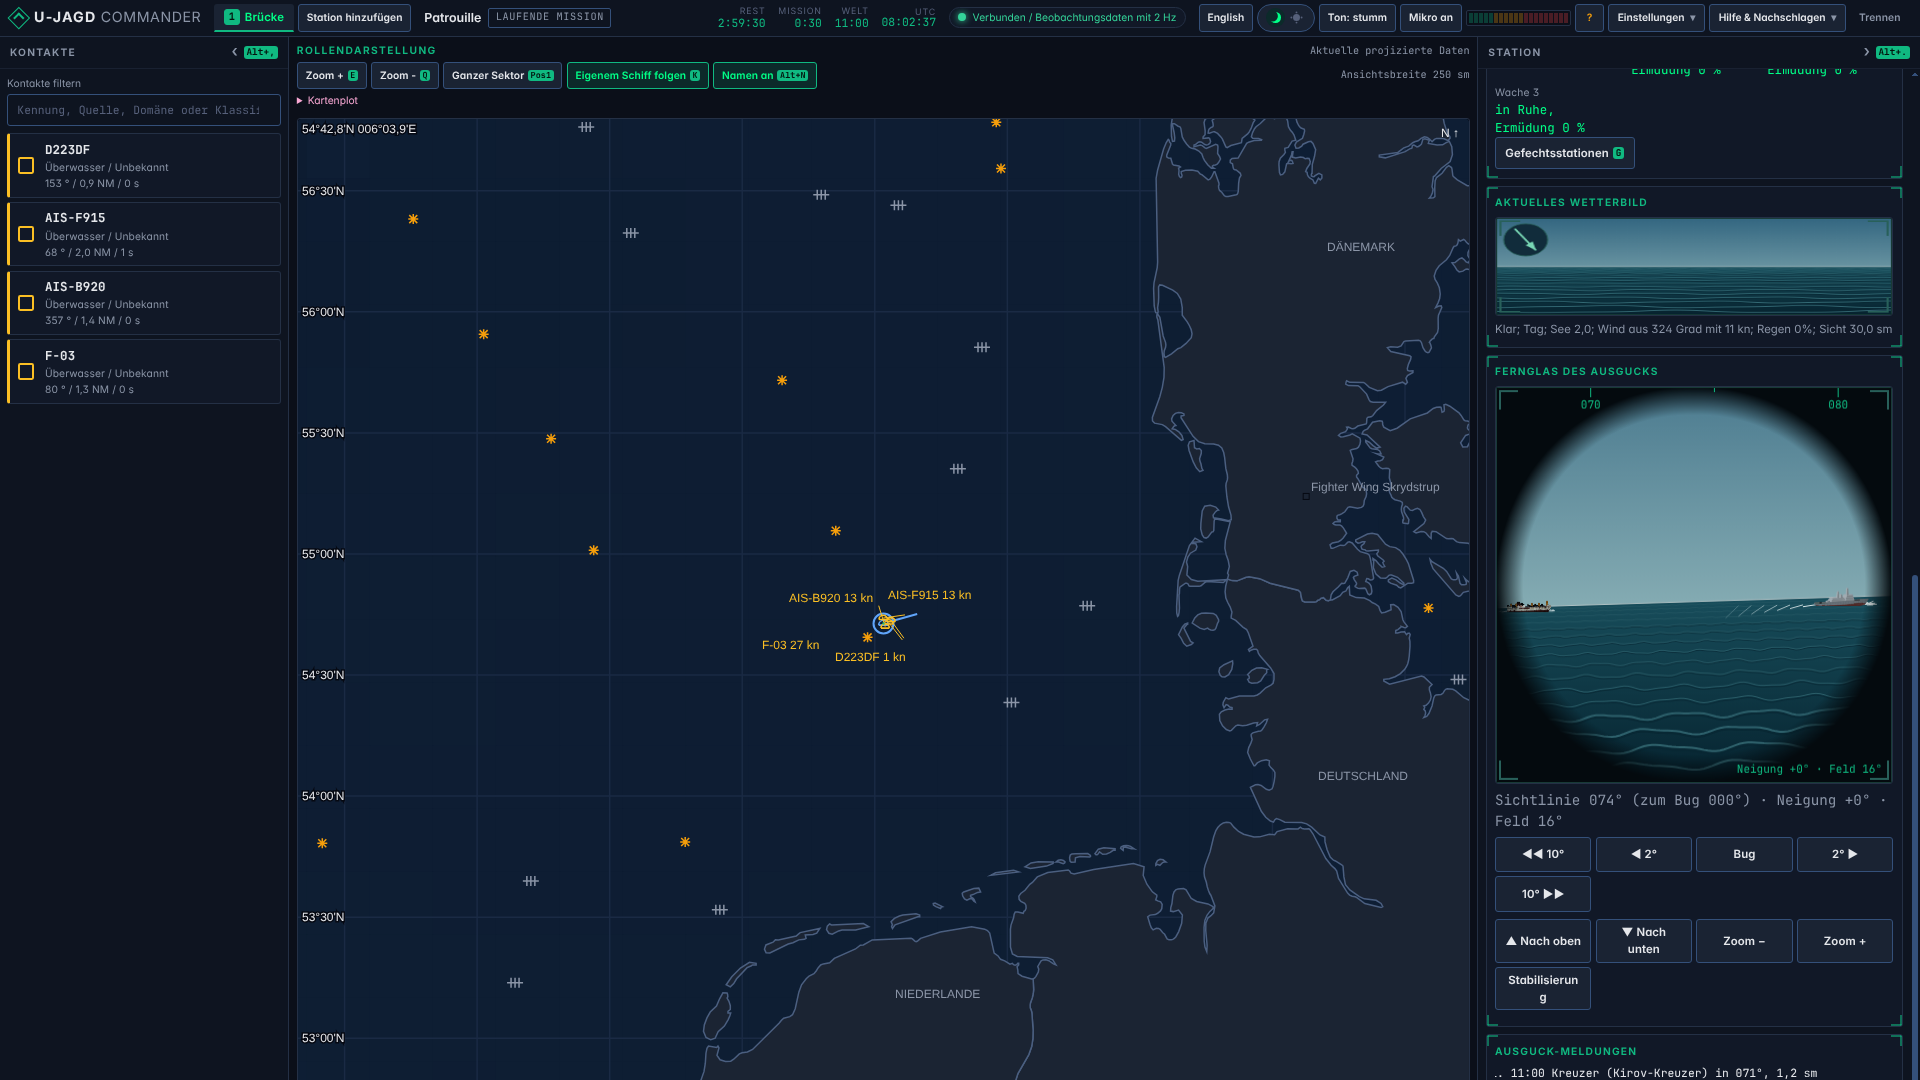 U-JAGD COMMANDER
1 Brücke
Station hinzufügen
Patrouille
LAUFENDE MISSION
REST
2:59:30
MISSION
0:30
WELT
11:00
UTC
08:02:37
Verbunden / Beobachtungsdaten mit 2 Hz
English
Ton: stumm
Mikro an
?
Einstellungen ▾
Hilfe & Nachschlagen ▾
Trennen
KONTAKTE
Alt+,
Kontakte filtern
Kennung, Quelle, Domäne oder Klassi
D223DF
Überwasser / Unbekannt
153 ° / 0,9 NM / 0 s
AIS-F915
Überwasser / Unbekannt
68 ° / 2,0 NM / 1 s
AIS-B920
Überwasser / Unbekannt
357 ° / 1,4 NM / 0 s
F-03
Überwasser / Unbekannt
80 ° / 1,3 NM / 0 s
ROLLENDARSTELLUNG
Aktuelle projizierte Daten
Zoom + E
Zoom - Q
Ganzer Sektor Pos1
Eigenem Schiff folgen K
Namen an Alt+N
Ansichtsbreite 250 sm
Kartenplot
54°42,8'N 006°03,9'E
N ↑
56°30'N
DÄNEMARK
56°00'N
55°30'N
Fighter Wing Skrydstrup
55°00'N
AIS-B920 13 kn
AIS-F915 13 kn
F-03 27 kn
D223DF 1 kn
54°30'N
DEUTSCHLAND
54°00'N
53°30'N
NIEDERLANDE
53°00'N
STATION
Alt+.
Ermüdung 0 %
Ermüdung 0 %
Wache 3
in Ruhe,
Ermüdung 0 %
Gefechtsstationen G
AKTUELLES WETTERBILD
Klar; Tag; See 2,0; Wind aus 324 Grad mit 11 kn; Regen 0%; Sicht 30,0 sm
FERNGLAS DES AUSGUCKS
070
080
Neigung +0° · Feld 16°
Sichtlinie 074° (zum Bug 000°) · Neigung +0° ·
Feld 16°
◀◀ 10°
◀ 2°
Bug
2° ▶
10° ▶▶
▲ Nach oben
▼ Nach
unten
Zoom −
Zoom +
Stabilisierun
g
AUSGUCK-MELDUNGEN
11:00 Kreuzer (Kirov-Kreuzer) in 071°, 1,2 sm